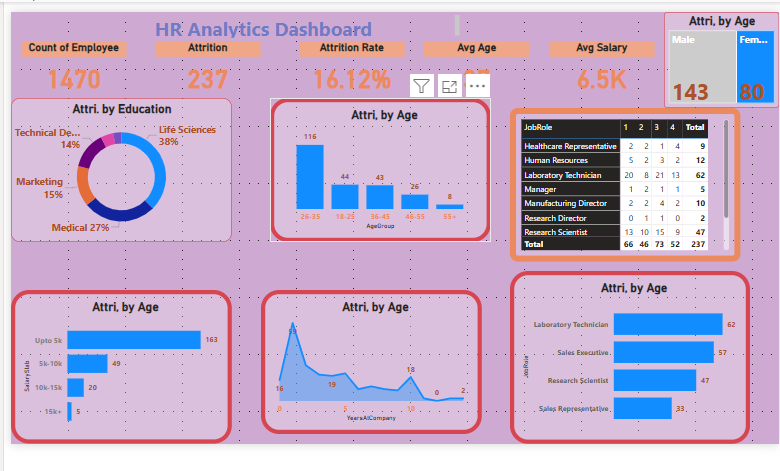 HR Analytics Dashboard
Count of Employee
1470
Attrition
237
Attrition Rate
16.12%
Avg Age
Avg Salary
6.5K
Attri, by Age
Male
143
Fem...
80
Attri. by Education
Technical De...
14%
Life Sciences
38%
Marketing
15%
Medical 27%
Attri, by Age
116
44
43
26
8
26-35
18-25
36-45
46-55
55+
AgeGroup
JobRole 1 2 3 4 Total
Healthcare Representative 2 2 1 4 9
Human Resources 5 2 3 2 12
Laboratory Technician 20 8 21 13 62
Manager 1 2 1 1 5
Manufacturing Director 2 2 4 2 10
Research Director 0 1 1 0 2
Research Scientist 13 10 15 9 47
Total 66 46 73 52 237
Attri, by Age
SalarySlab
Upto 5k 163
5k-10k 49
10k-15k 20
15k+ 5
Attri, by Age
16
59
19
18
0
2
0
5
10
YearsAtCompany
Attri, by Age
JobRole
Laboratory Technician 62
Sales Executive 57
Research Scientist 47
Sales Representative 33